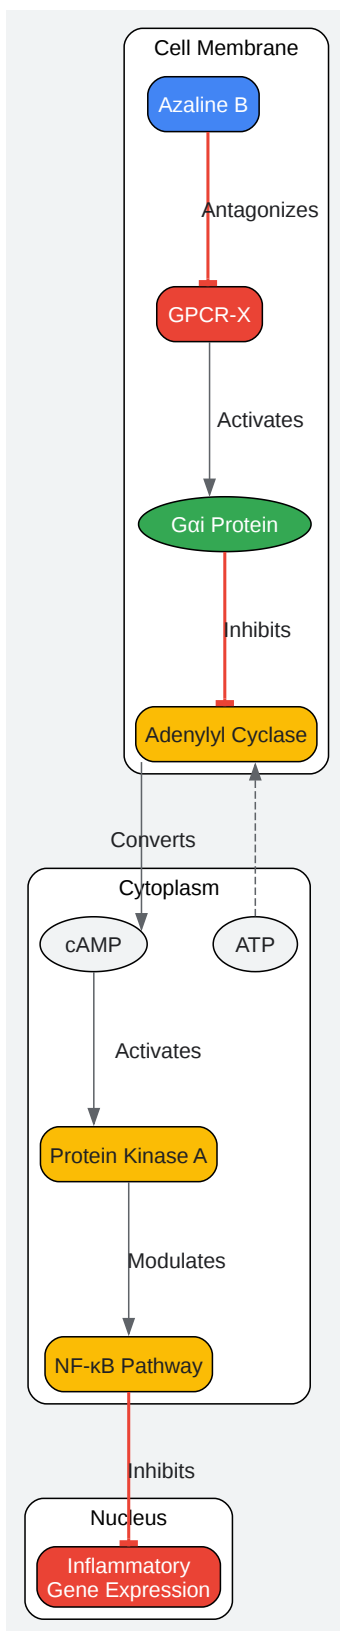 Cell Membrane
Azaline B
Antagonizes
GPCR-X
Activates
Gαi Protein
Inhibits
Adenylyl Cyclase
Converts
Cytoplasm
cAMP
ATP
Activates
Protein Kinase A
Modulates
NF-κB Pathway
Inhibits
Nucleus
Inflammatory
Gene Expression